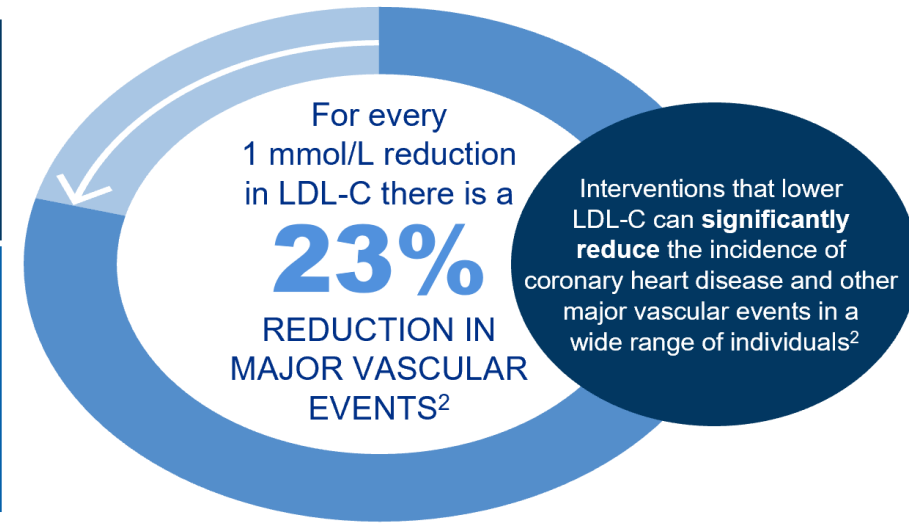 For every
1 mmol/L reduction
in LDL-C there is a
23%
REDUCTION IN
MAJOR VASCULAR
EVENTS²
Interventions that lower
LDL-C can significantly
reduce the incidence of
coronary heart disease and other
major vascular events in a
wide range of individuals²